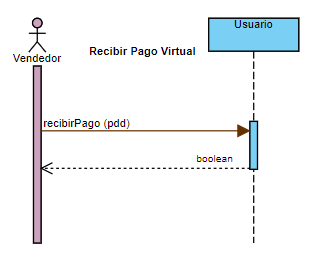 Usuario
Vendedor
Recibir Pago Virtual
recibirPago (pdd)
boolean